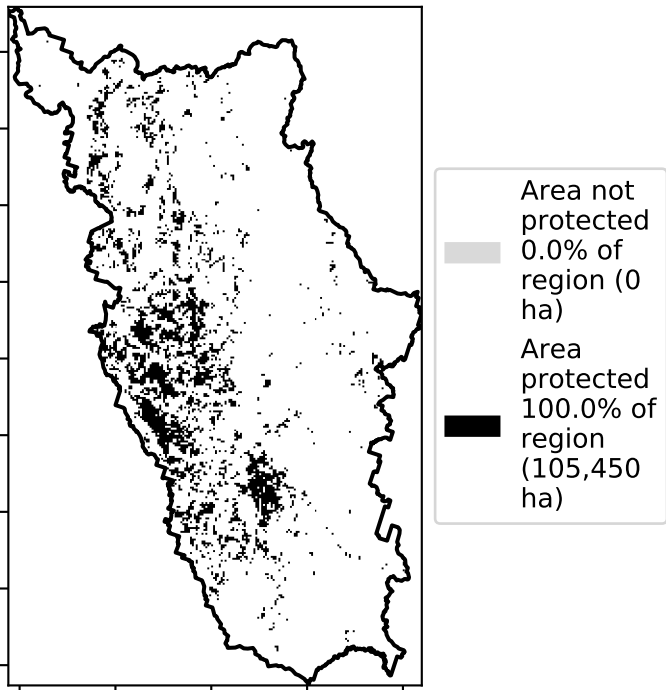 Area not
protected
0.0% of
region (0
ha)
Area
protected
100.0% of
region
(105,450
ha)